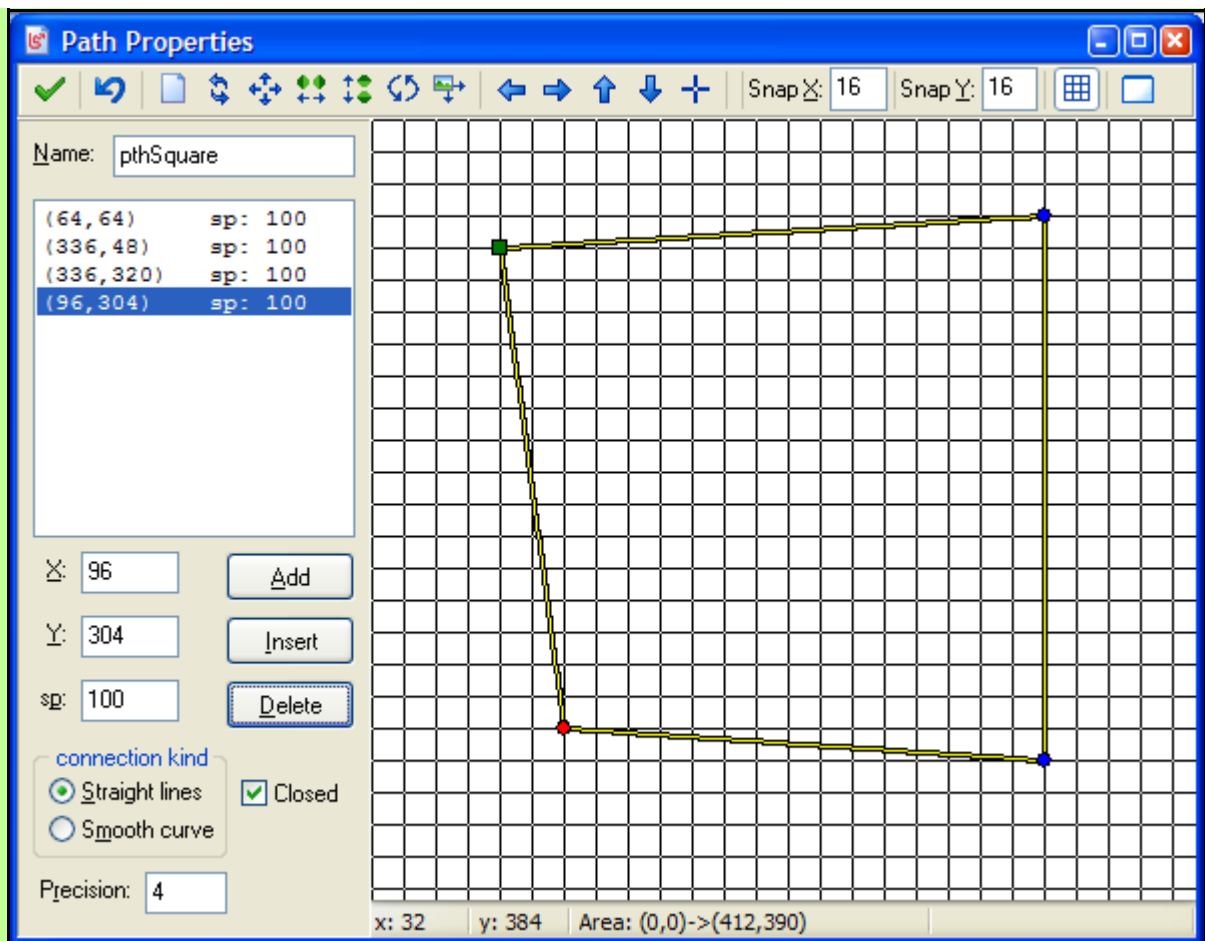 Path Properties
Snap X: 16 Snap Y: 16
Name: pthSquare
(64,64) sp: 100
(336,48) sp: 100
(336,320) sp: 100
(96,304) sp: 100
X: 96 Add
Y: 304 Insert
sp: 100 Delete
connection kind
Straight lines Closed
Smooth curve
Precision: 4
x: 32 y: 384 Area: (0,0)->(412,390)